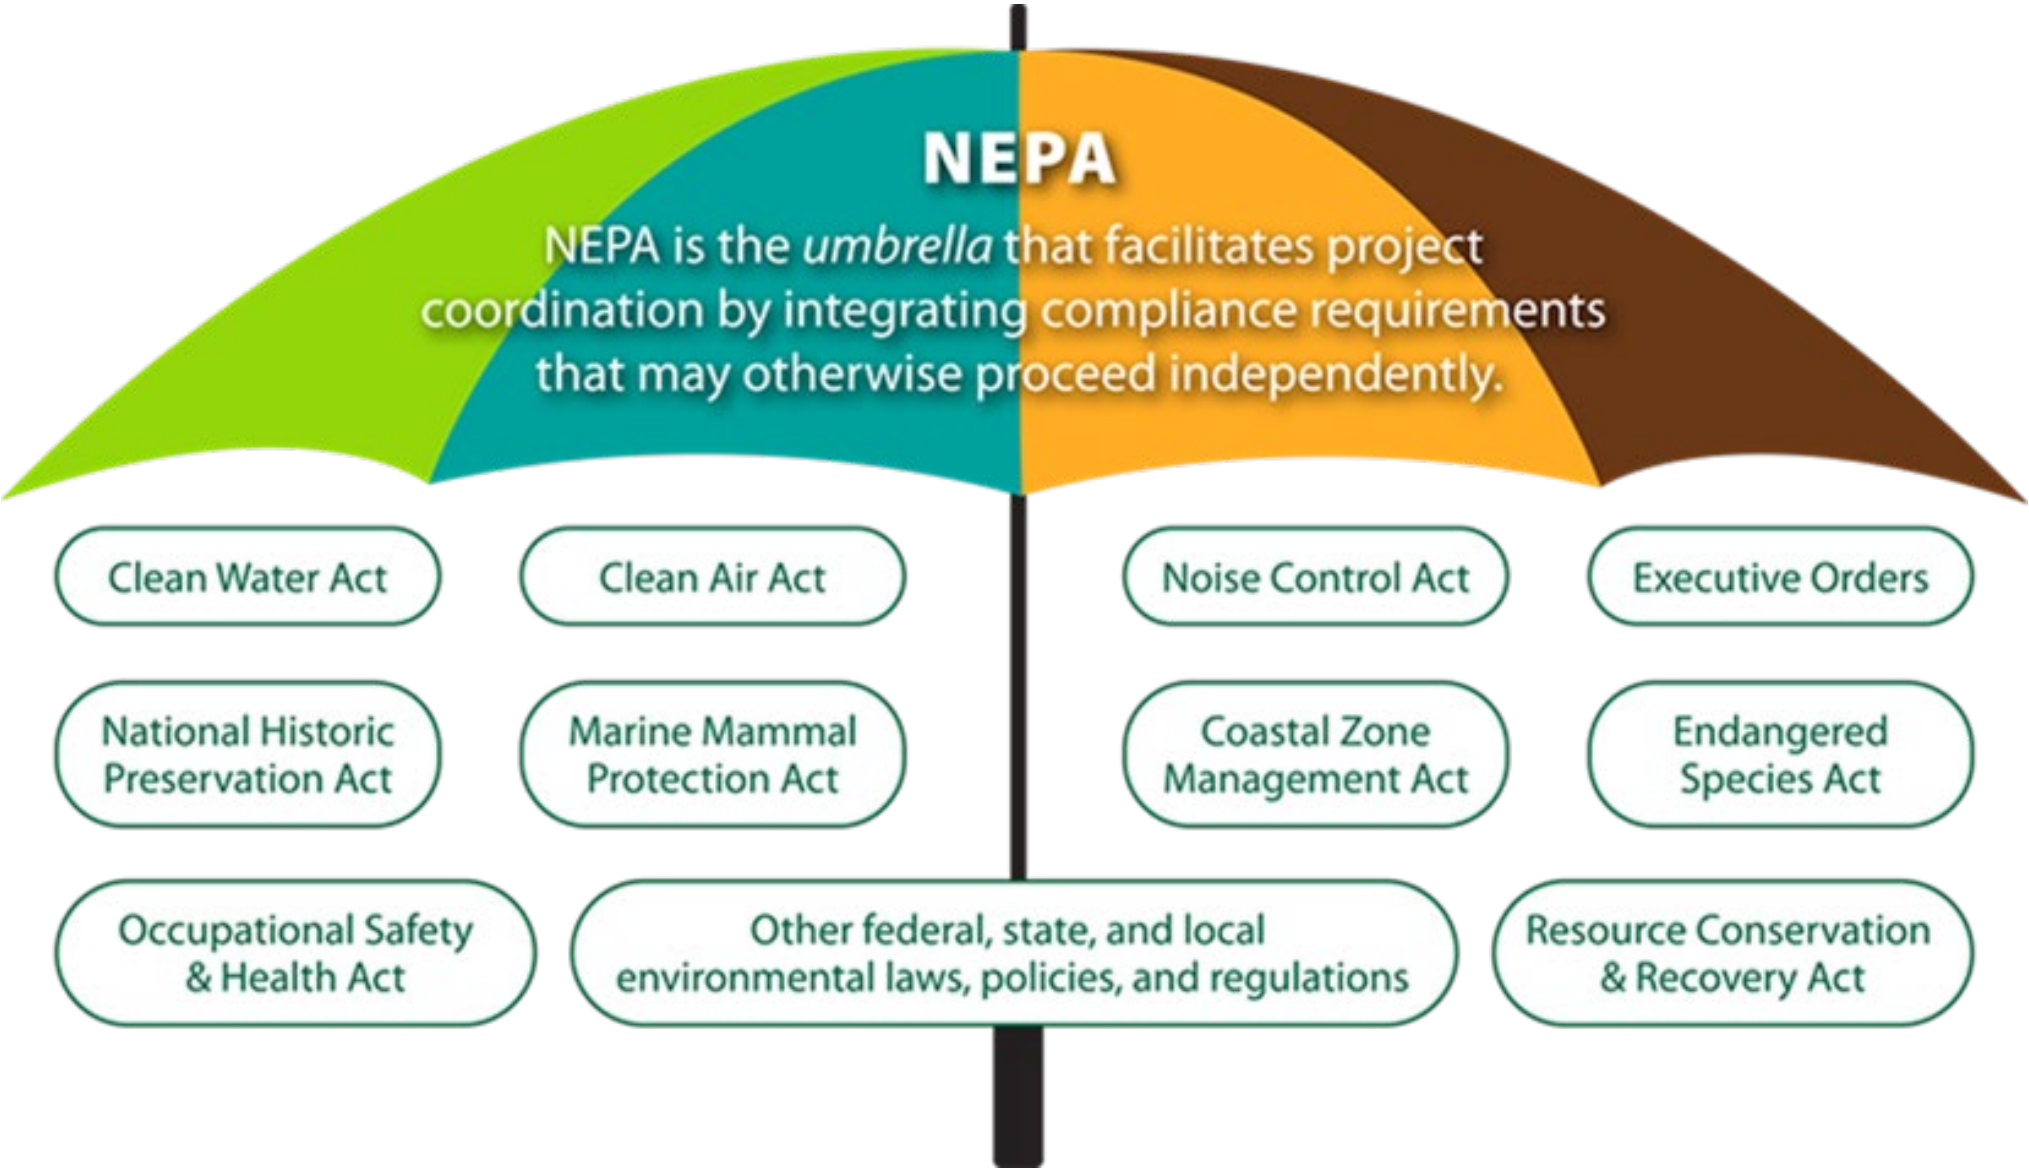 NEPA
NEPA is the umbrella that facilitates project
coordination by integrating compliance requirements
that may otherwise proceed independently.
Clean Water Act
Clean Air Act
Noise Control Act
Executive Orders
National Historic
Preservation Act
Marine Mammal
Protection Act
Coastal Zone
Management Act
Endangered
Species Act
Occupational Safety
& Health Act
Other federal, state, and local
environmental laws, policies, and regulations
Resource Conservation
& Recovery Act